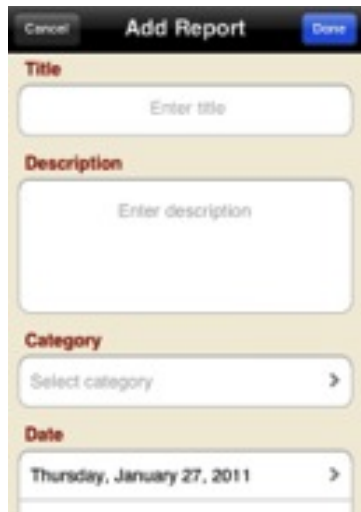 Cancel Add Report Done
Title
Enter title
Description
Enter description
Category
Select category
Date
Thursday, January 27, 2011